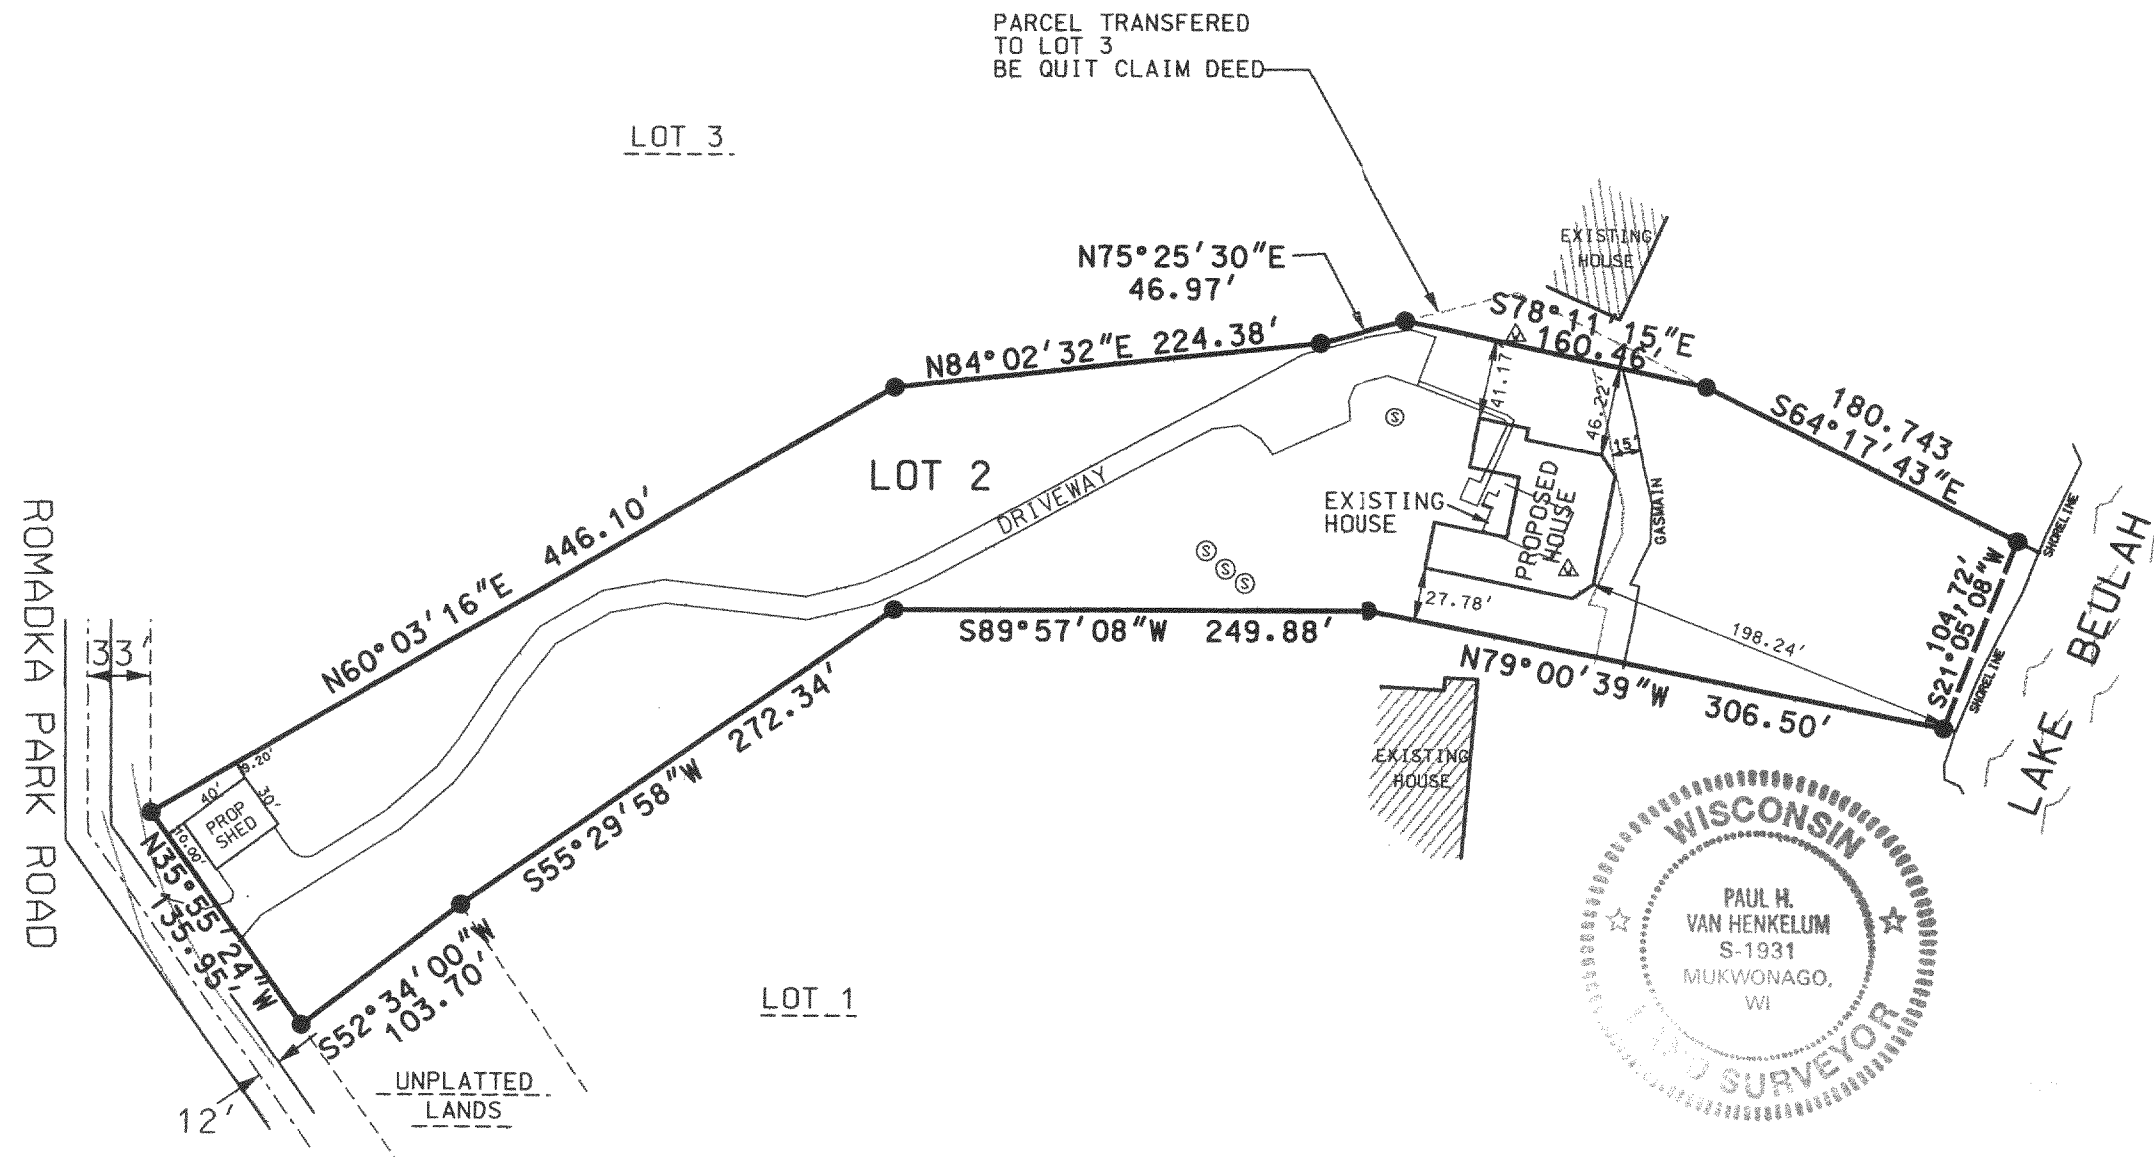 PARCEL TRANSFERED
TO LOT 3
BE QUIT CLAIM DEED
LOT 3
N75°25'30"E
46.97'
EXISTING
HOUSE
S78°11'15"E
160.46'
N84°02'32"E 224.38'
41.17'
46.22'
15'
180.743
S64°17'43"E
LOT 2
DRIVEWAY
EXISTING
HOUSE
PROPOSED
HOUSE
GASMAIN
S
S
S
S
SHORELINE
SHORELINE
LAKE BEULAH
104,72'
S21°05'08"W
N60°03'16"E 446.10'
ROMADKA PARK ROAD
33'
27.78'
198.24'
S89°57'08"W 249.88'
N79°00'39"W 306.50'
S55°29'58"W 272.34'
EXISTING
HOUSE
9.20'
40'
30'
PROP
SHED
10.00'
N35°55'24"W
135.95'
S52°34'00"W
103.70'
LOT 1
UNPLATTED
LANDS
12'
WISCONSIN
PAUL H.
VAN HENKELUM
S-1931
MUKWONAGO,
WI
LAND SURVEYOR